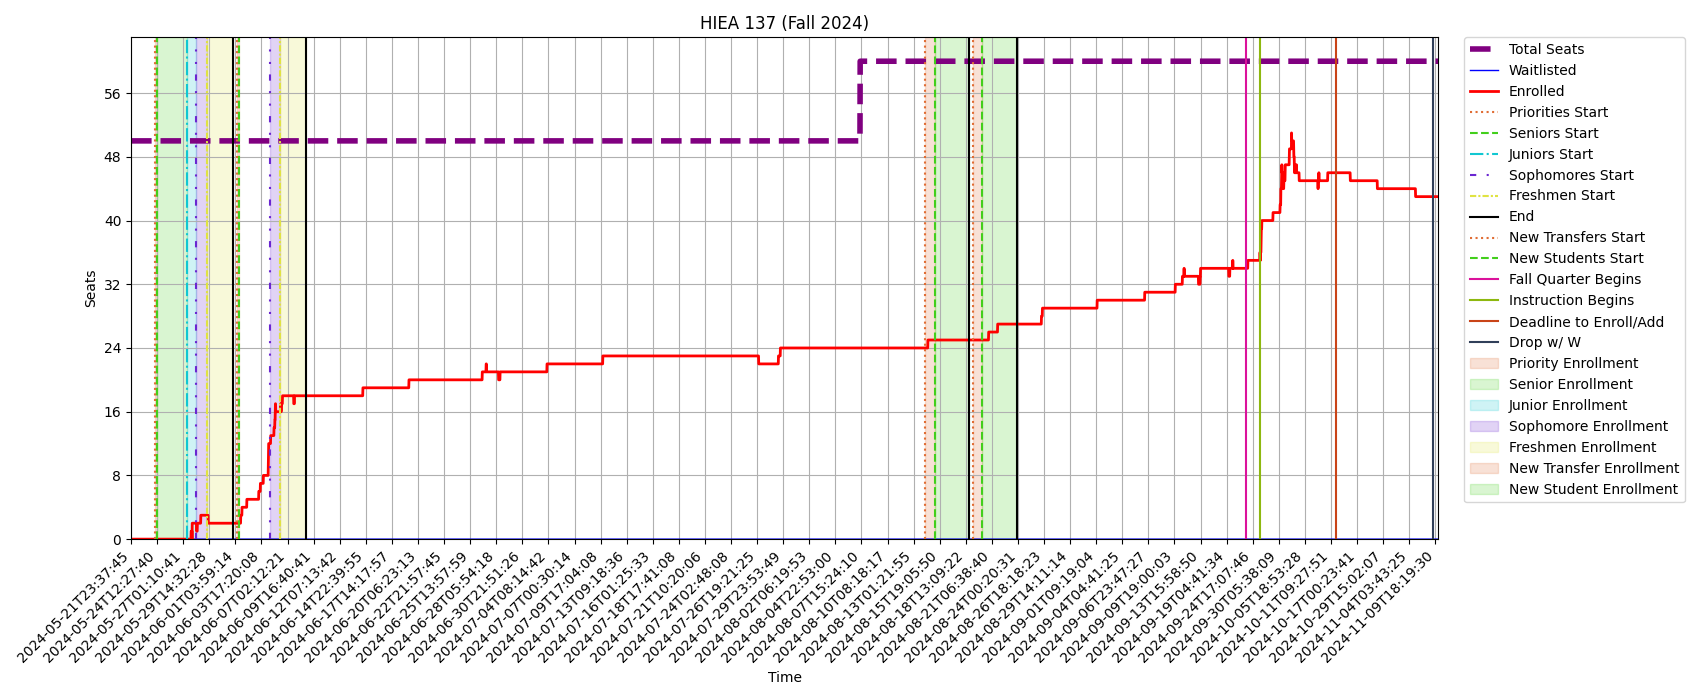 HIEA 137 (Fall 2024)
Seats
56
48
40
32
24
16
8
0
2024-05-21T23:37:45
2024-05-24T12:27:40
2024-05-27T01:10:41
2024-05-29T14:32:28
2024-06-01T03:59:14
2024-06-03T17:20:08
2024-06-07T02:12:21
2024-06-09T16:40:41
2024-06-12T07:13:42
2024-06-14T22:39:55
2024-06-17T14:17:57
2024-06-20T06:23:13
2024-06-22T21:57:45
2024-06-25T13:57:59
2024-06-28T05:54:18
2024-06-30T21:51:26
2024-07-04T08:14:42
2024-07-07T00:30:14
2024-07-09T17:04:08
2024-07-13T09:18:36
2024-07-16T01:25:33
2024-07-18T17:41:08
2024-07-21T10:20:06
2024-07-24T02:48:08
2024-07-26T19:21:25
2024-07-29T23:53:49
2024-08-02T06:19:53
2024-08-04T22:53:00
2024-08-07T15:24:10
2024-08-10T08:18:17
2024-08-13T01:21:55
2024-08-15T19:05:50
2024-08-18T13:09:22
2024-08-21T06:38:40
2024-08-24T00:20:31
2024-08-26T18:18:23
2024-08-29T14:11:14
2024-09-01T09:19:04
2024-09-04T04:41:25
2024-09-06T23:47:27
2024-09-09T19:00:03
2024-09-13T15:58:50
2024-09-19T04:41:34
2024-09-24T17:07:46
2024-09-30T05:38:09
2024-10-05T18:53:28
2024-10-11T09:27:51
2024-10-17T00:23:41
2024-10-29T15:02:07
2024-11-04T03:43:25
2024-11-09T18:19:30
Time
Total Seats
Waitlisted
Enrolled
Priorities Start
Seniors Start
Juniors Start
Sophomores Start
Freshmen Start
End
New Transfers Start
New Students Start
Fall Quarter Begins
Instruction Begins
Deadline to Enroll/Add
Drop w/ W
Priority Enrollment
Senior Enrollment
Junior Enrollment
Sophomore Enrollment
Freshmen Enrollment
New Transfer Enrollment
New Student Enrollment